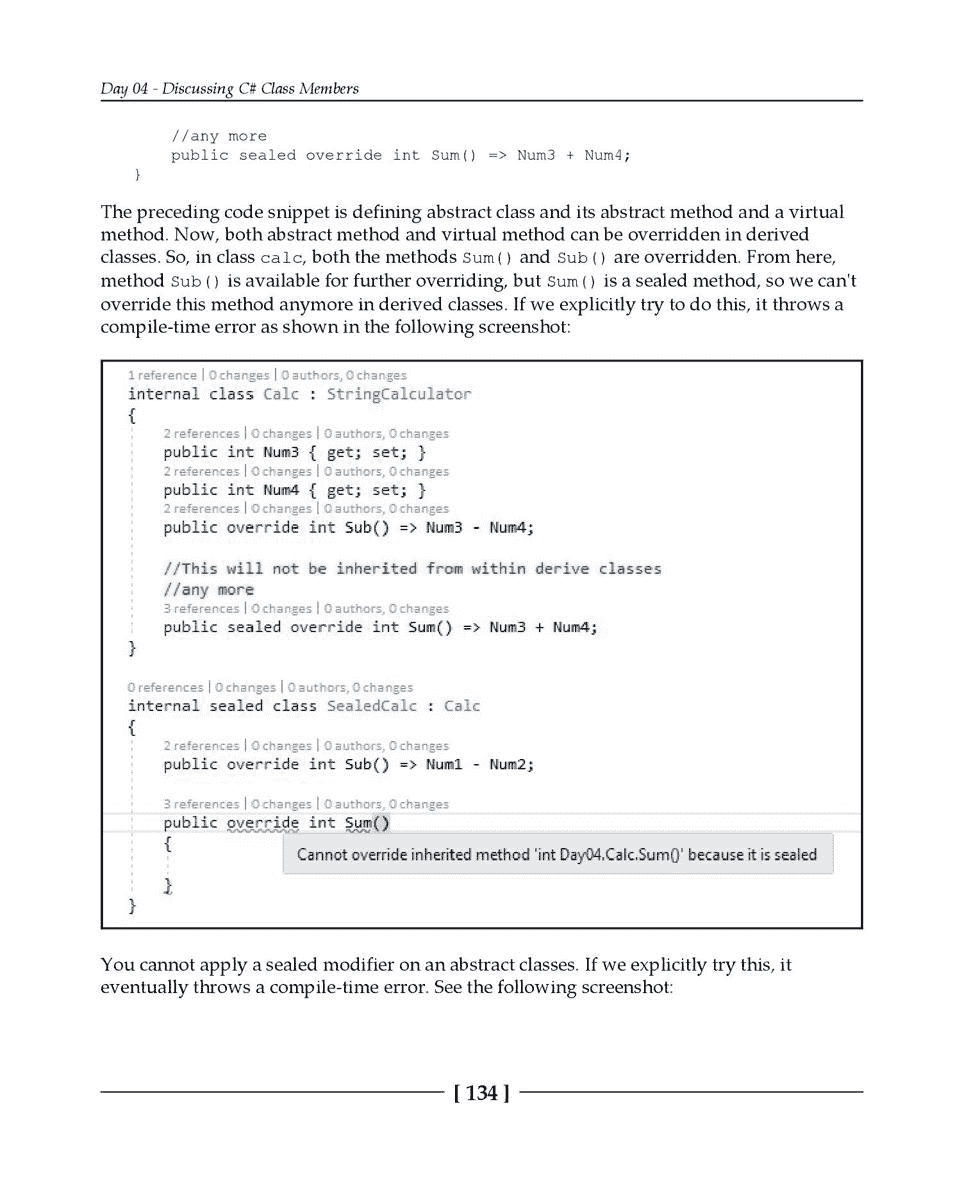 Day 04 - Discussing C# Class Members
//any more
public sealed override int Sum() => Num3 + Num4;
}
The preceding code snippet is defining abstract class and its abstract method and a virtual
method. Now, both abstract method and virtual method can be overridden in derived
classes. So, in class calc, both the methods Sum() and Sub() are overridden. From here,
method Sub() is available for further overriding, but Sum() is a sealed method, so we can't
override this method anymore in derived classes. If we explicitly try to do this, it throws a
compile-time error as shown in the following screenshot:
1 reference | 0 changes | 0 authors, 0 changes
internal class Calc : StringCalculator
{
2 references | 0 changes | 0 authors, 0 changes
public int Num3 { get; set; }
2 references | 0 changes | 0 authors, 0 changes
public int Num4 { get; set; }
2 references | 0 changes | 0 authors, 0 changes
public override int Sub() => Num3 - Num4;
//This will not be inherited from within derive classes
//any more
3 references | 0 changes | 0 authors, 0 changes
public sealed override int Sum() => Num3 + Num4;
}
0 references | 0 changes | 0 authors, 0 changes
internal sealed class SealedCalc : Calc
{
2 references | 0 changes | 0 authors, 0 changes
public override int Sub() => Num1 - Num2;
3 references | 0 changes | 0 authors, 0 changes
public override int Sum()
{
Cannot override inherited method 'int Day04.Calc.Sum()' because it is sealed
}
}
You cannot apply a sealed modifier on an abstract classes. If we explicitly try this, it
eventually throws a compile-time error. See the following screenshot:
[ 134 ]